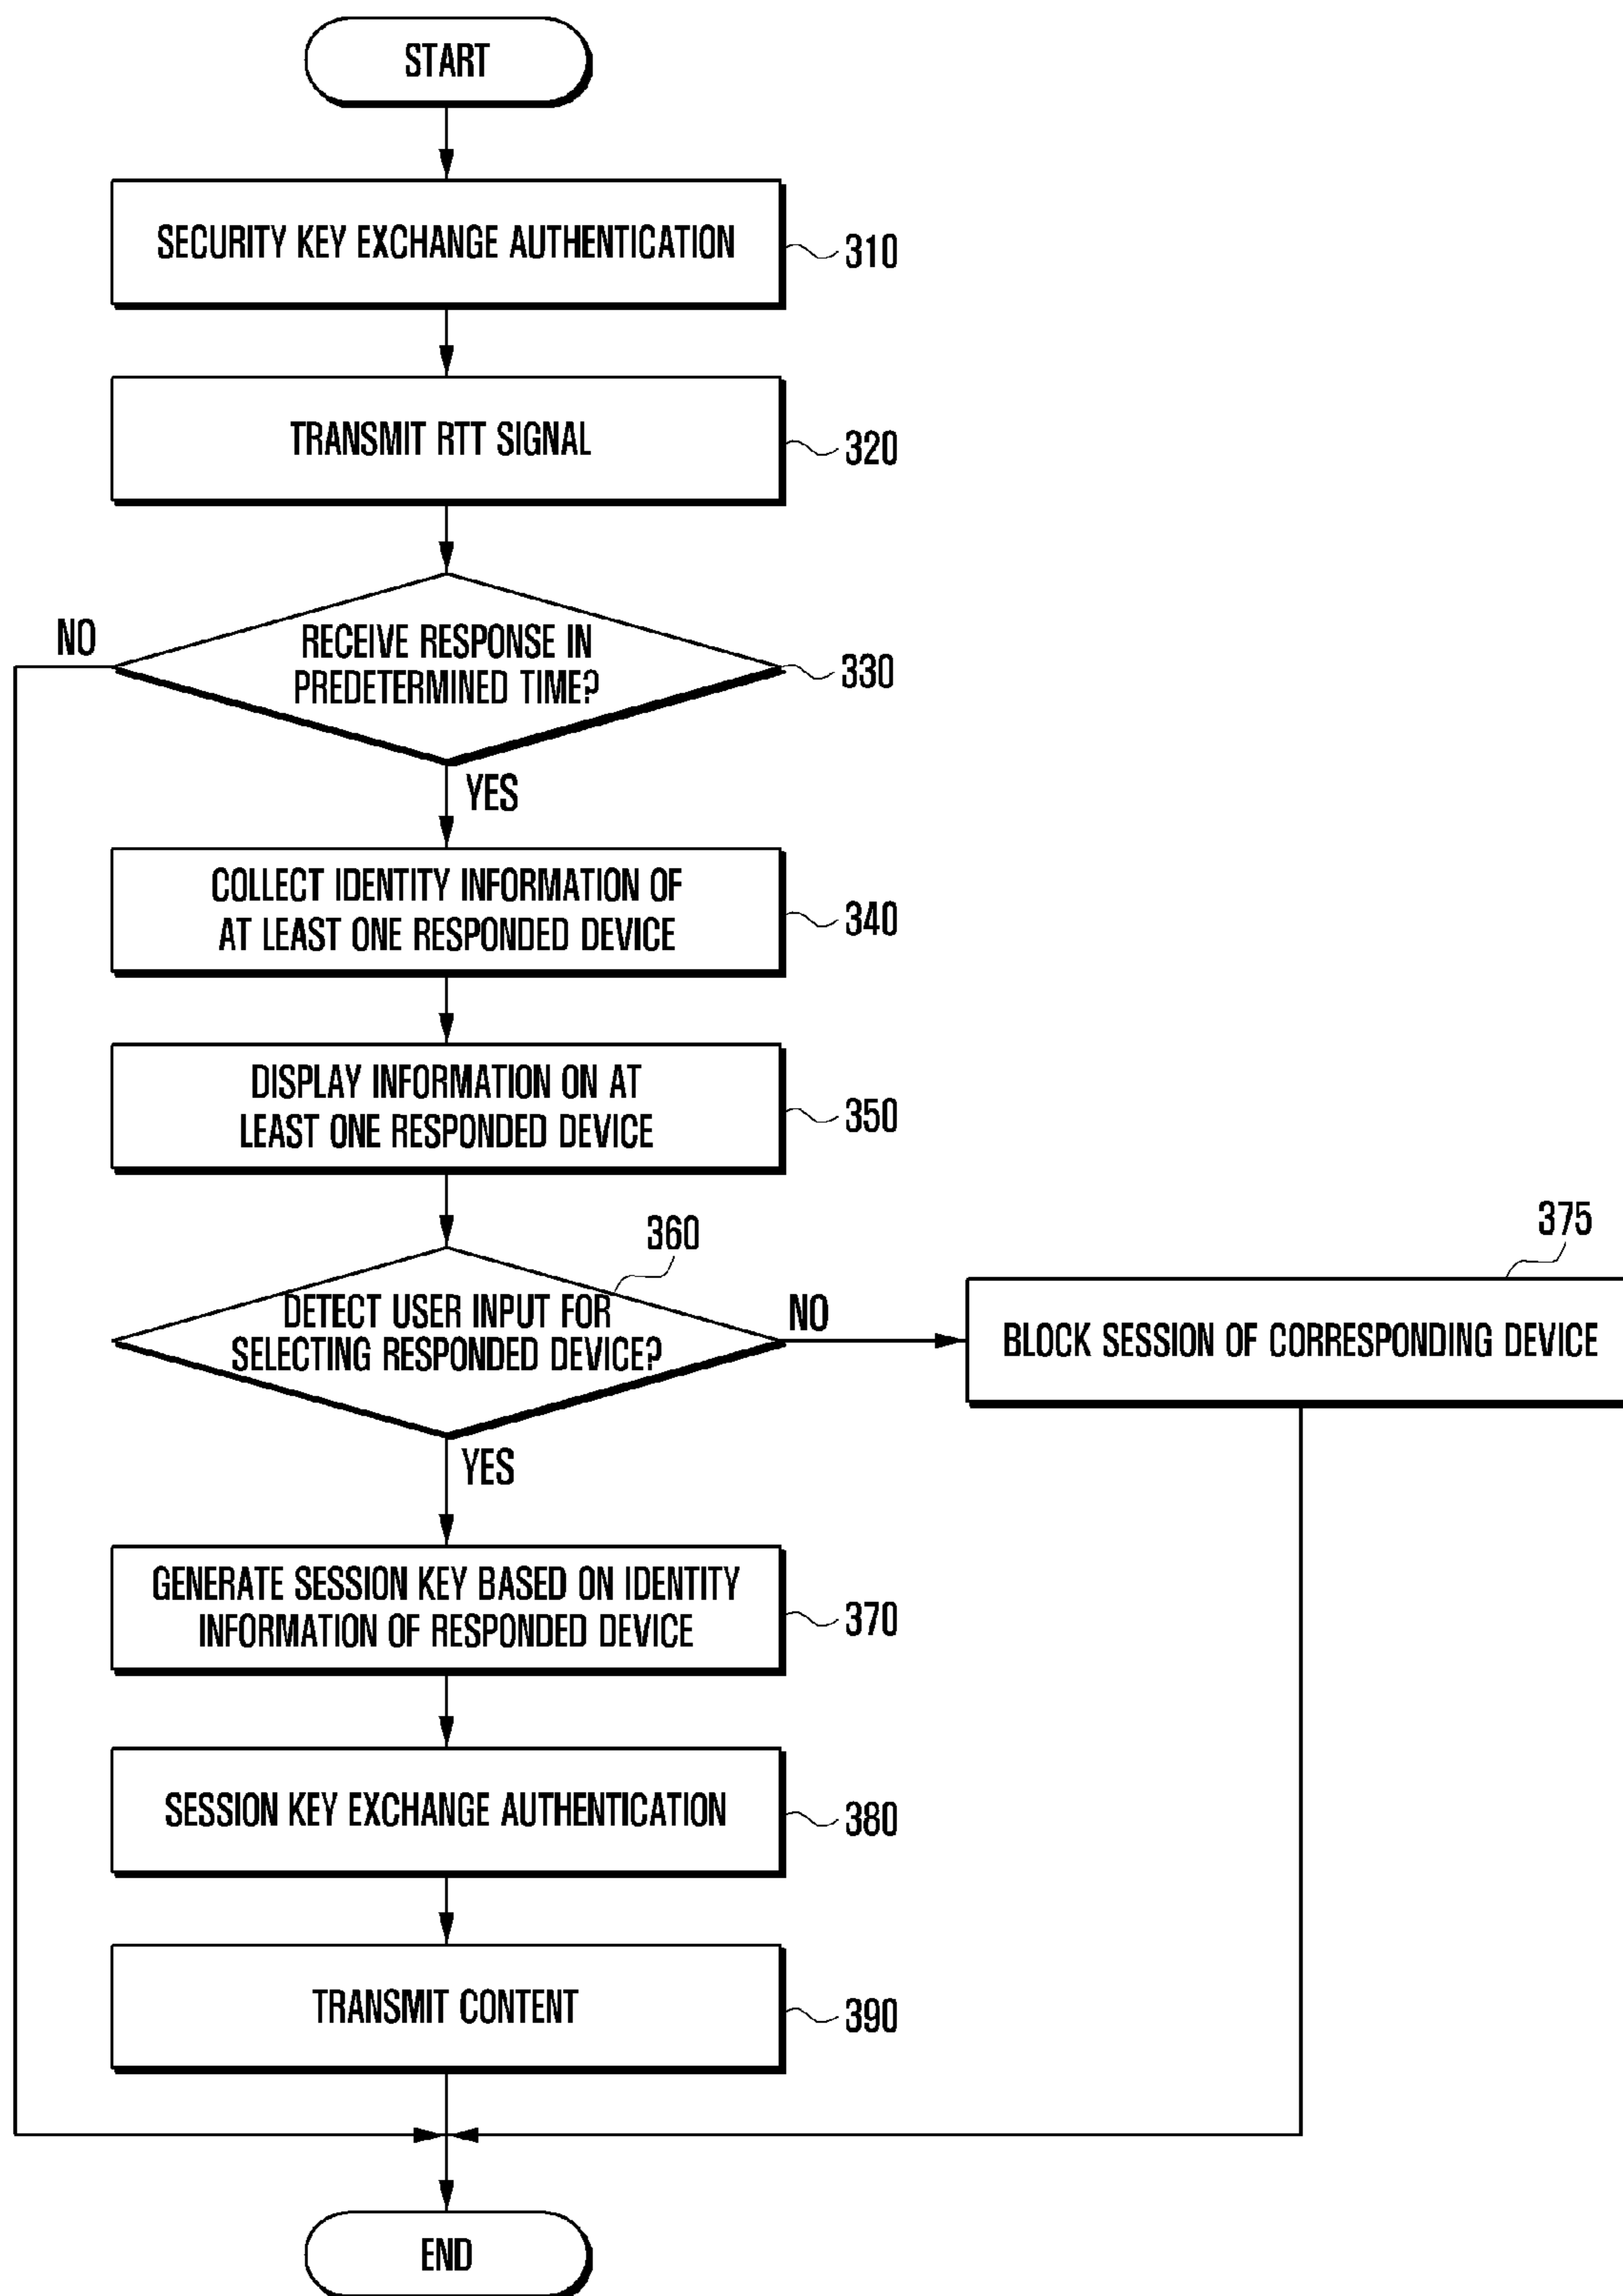 START
SECURITY KEY EXCHANGE AUTHENTICATION
310
TRANSMIT RTT SIGNAL
320
NO
RECEIVE RESPONSE IN
PREDETERMINED TIME?
330
YES
COLLECT IDENTITY INFORMATION OF
AT LEAST ONE RESPONDED DEVICE
340
DISPLAY INFORMATION ON AT
LEAST ONE RESPONDED DEVICE
350
360
DETECT USER INPUT FOR
SELECTING RESPONDED DEVICE?
NO
375
BLOCK SESSION OF CORRESPONDING DEVICE
YES
GENERATE SESSION KEY BASED ON IDENTITY
INFORMATION OF RESPONDED DEVICE
370
SESSION KEY EXCHANGE AUTHENTICATION
380
TRANSMIT CONTENT
390
END